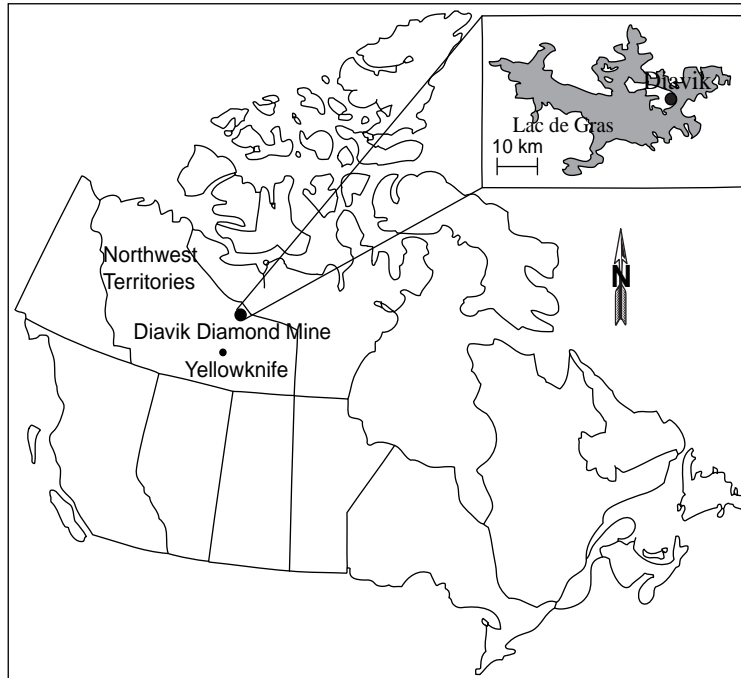 Diavik
Lac de Gras
10 km
Northwest
Territories
N
Diavik Diamond Mine
Yellowknife